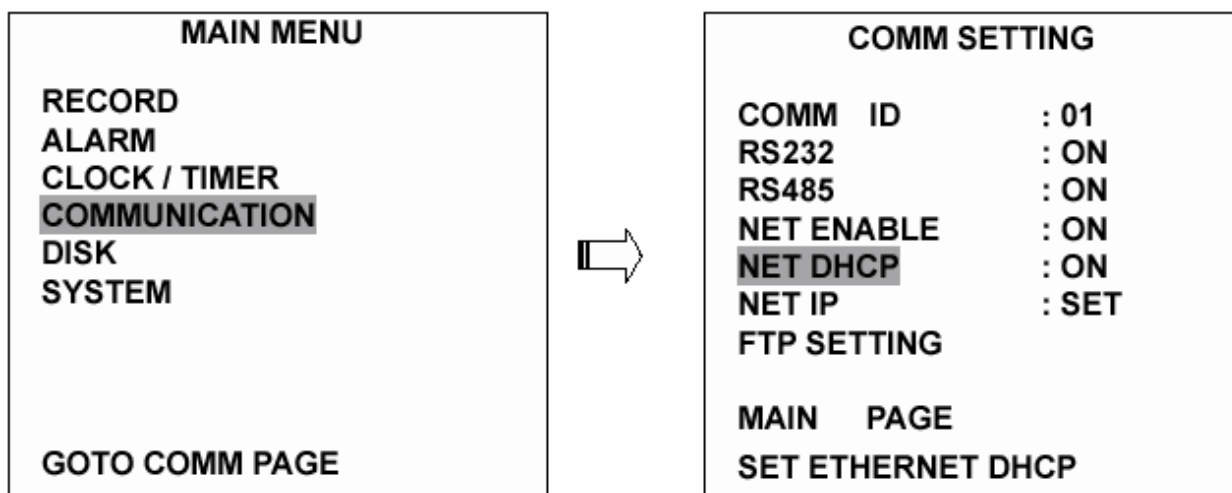 MAIN MENU
RECORD
ALARM
CLOCK / TIMER
COMMUNICATION
DISK
SYSTEM
GOTO COMM PAGE
COMM SETTING
COMM ID : 01
RS232 : ON
RS485 : ON
NET ENABLE : ON
NET DHCP : ON
NET IP : SET
FTP SETTING
MAIN PAGE
SET ETHERNET DHCP